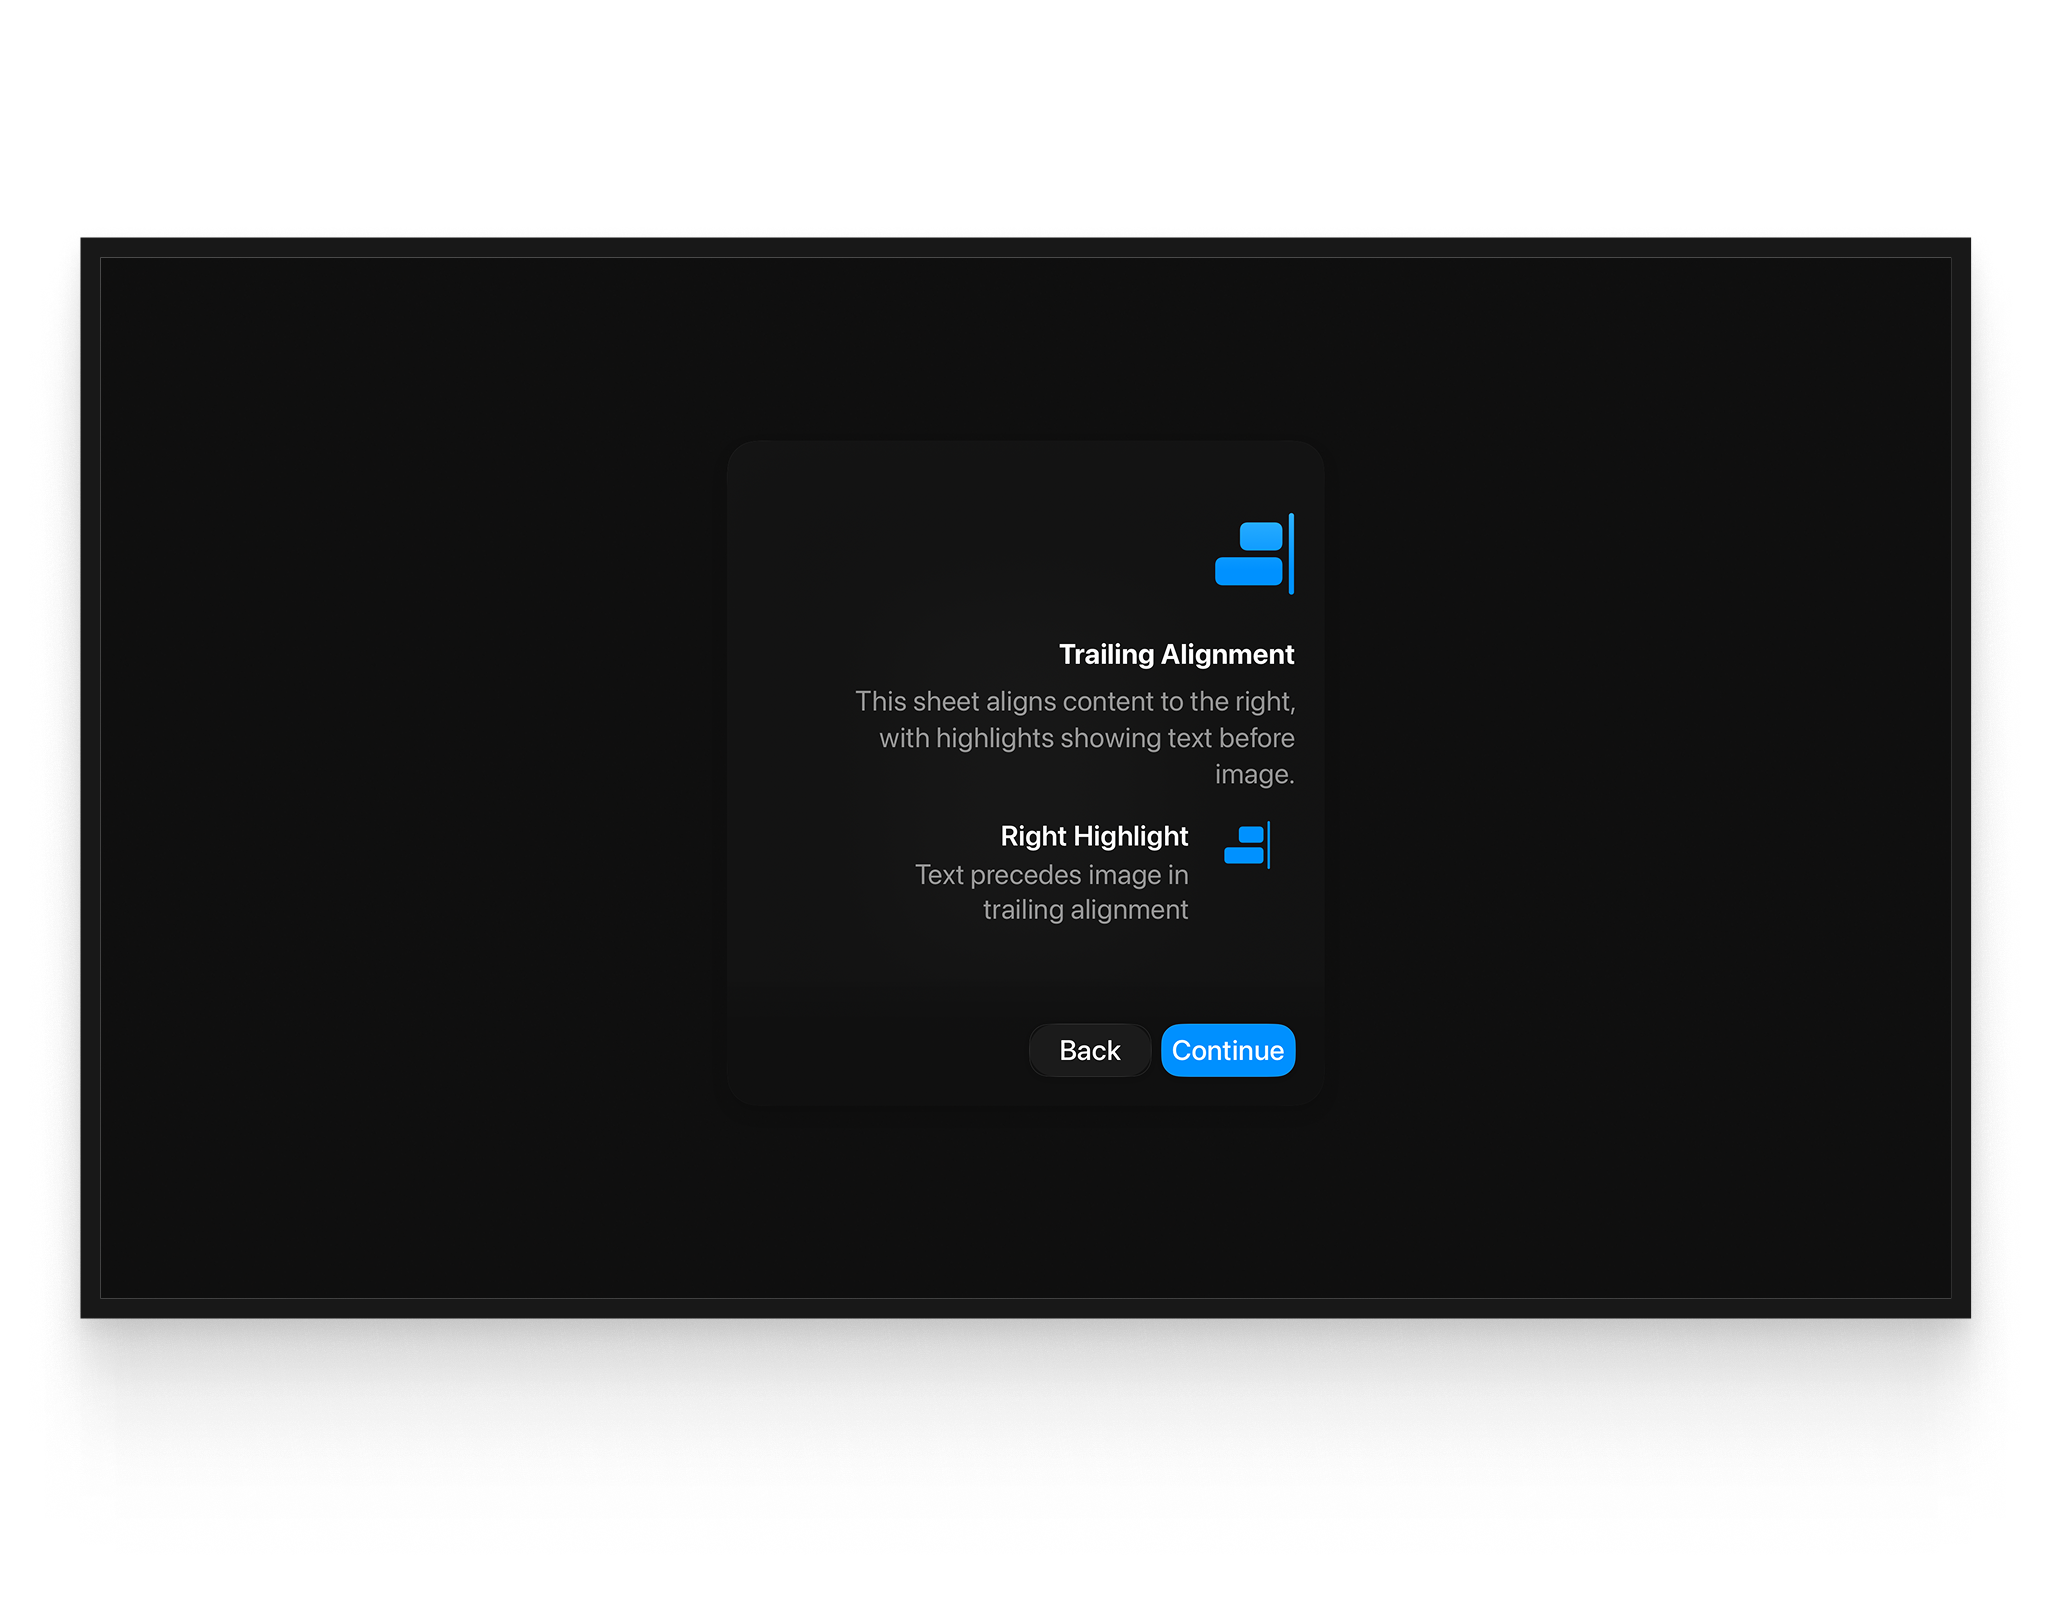 Trailing Alignment
This sheet aligns content to the right,
with highlights showing text before
image.
Right Highlight
Text precedes image in
trailing alignment
Back
Continue